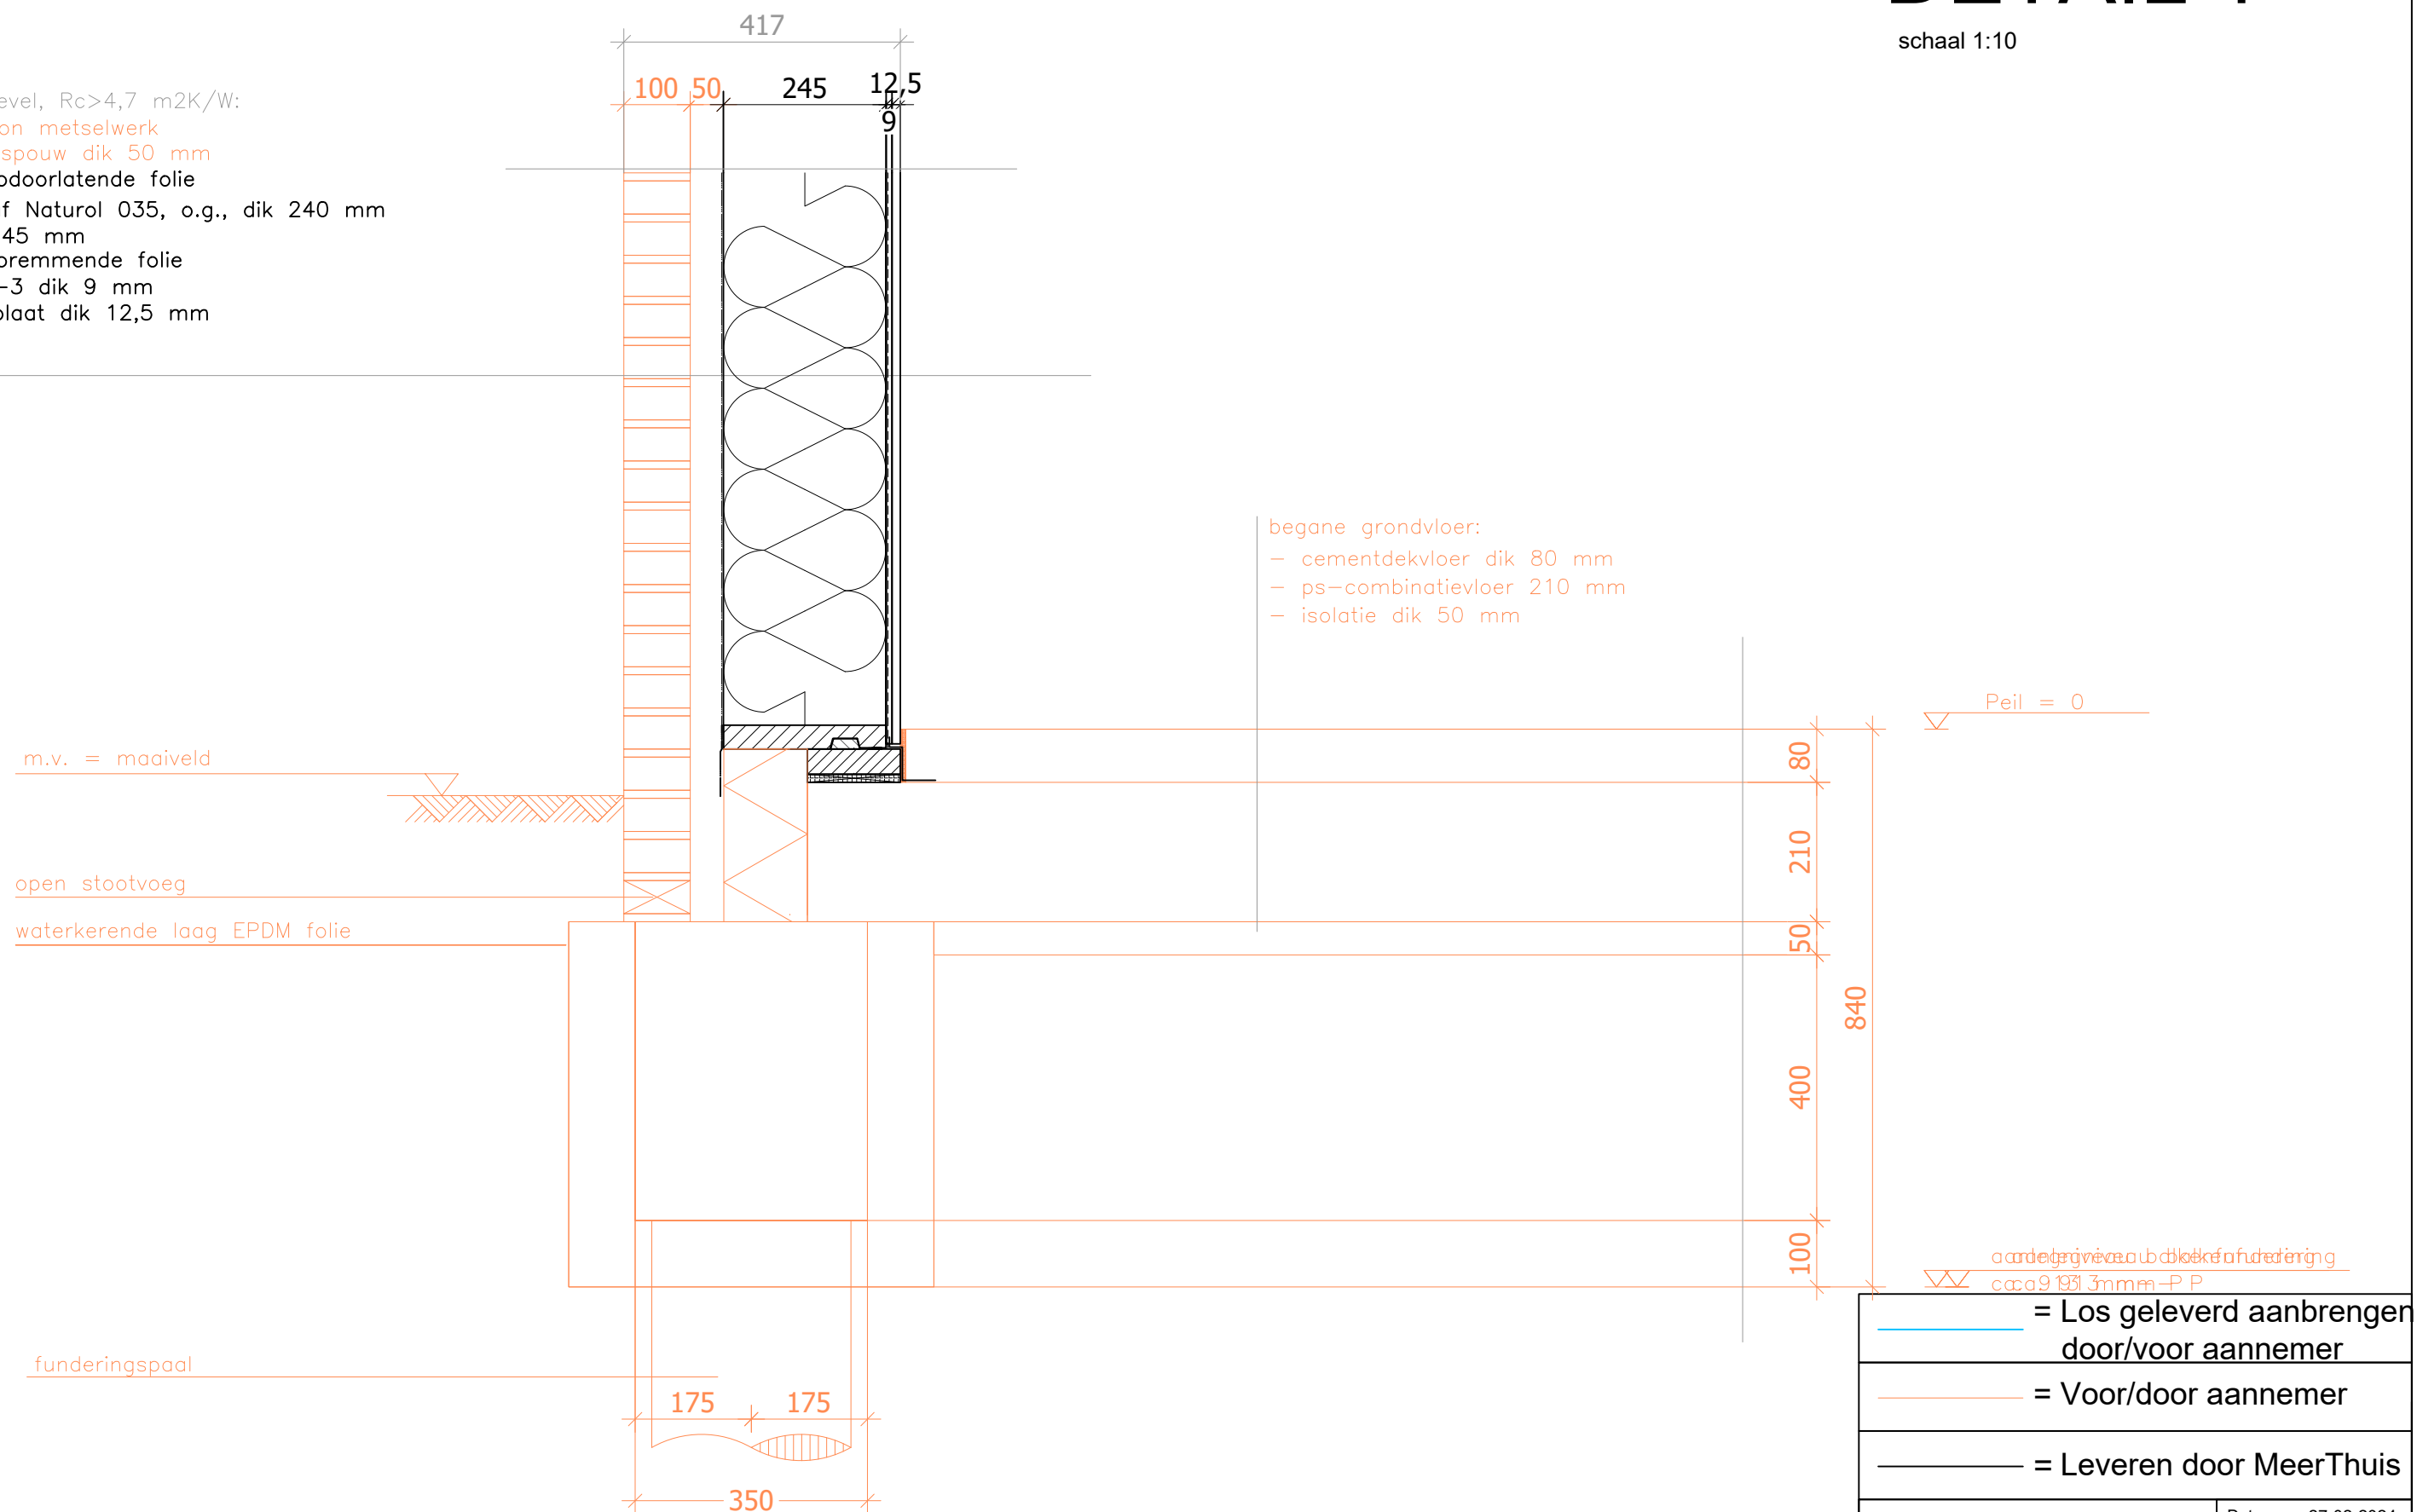 schaal 1:10
417
100 50 245 12,5
9
evel, Rc>4,7 m2K/W:
on metselwerk
spouw dik 50 mm
odoorlatende folie
f Naturol 035, o.g., dik 240 mm
45 mm
oremmende folie
-3 dik 9 mm
plaat dik 12,5 mm
begane grondvloer:
- cementdekvloer dik 80 mm
- ps-combinatievloer 210 mm
- isolatie dik 50 mm
Peil = 0
m.v. = maaiveld
80
210
open stootvoeg
waterkerende laag EPDM folie
50
840
400
100
= Los geleverd aanbrengen
door/voor aannemer
funderingspaal
= Voor/door aannemer
175 175
= Leveren door MeerThuis
350